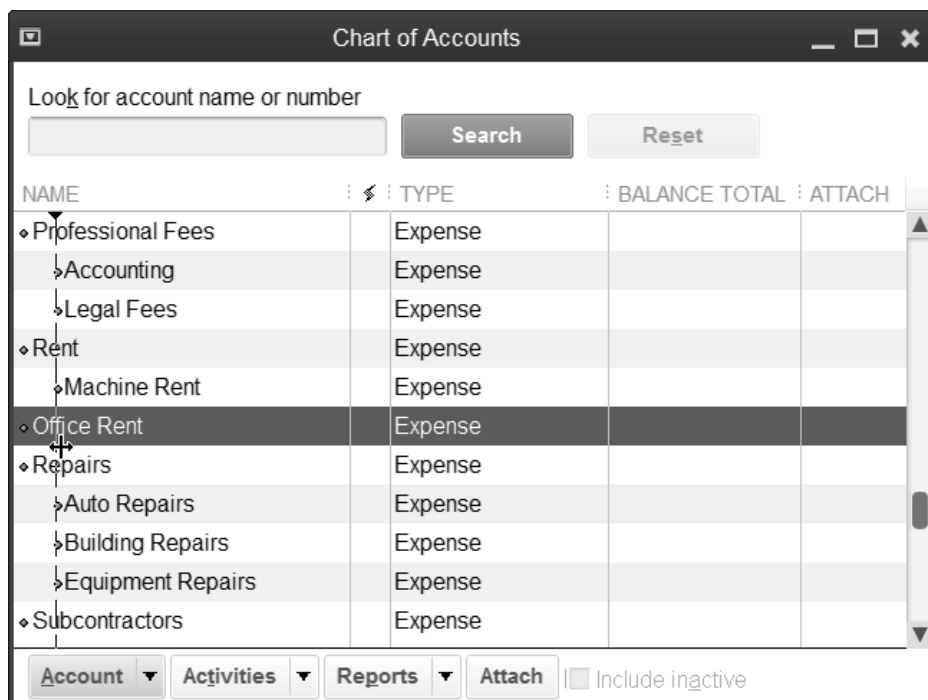 Chart of Accounts
Look for account name or number
Search Reset
NAME TYPE BALANCE TOTAL ATTACH
Professional Fees Expense
Accounting Expense
Legal Fees Expense
Rent Expense
Machine Rent Expense
Office Rent Expense
Repairs Expense
Auto Repairs Expense
Building Repairs Expense
Equipment Repairs Expense
Subcontractors Expense
Account Activities Reports Attach Include inactive